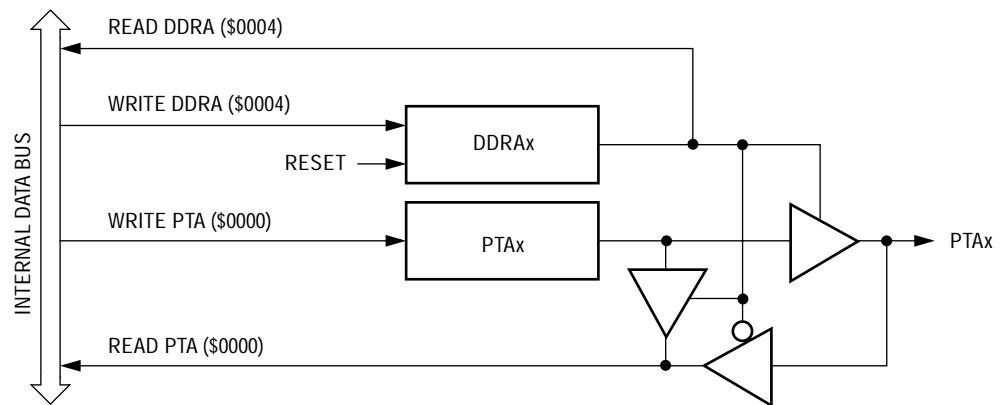 READ DDRA ($0004)
WRITE DDRA ($0004)
DDRAx
RESET
WRITE PTA ($0000)
PTAx
PTAx
READ PTA ($0000)
INTERNAL DATA BUS